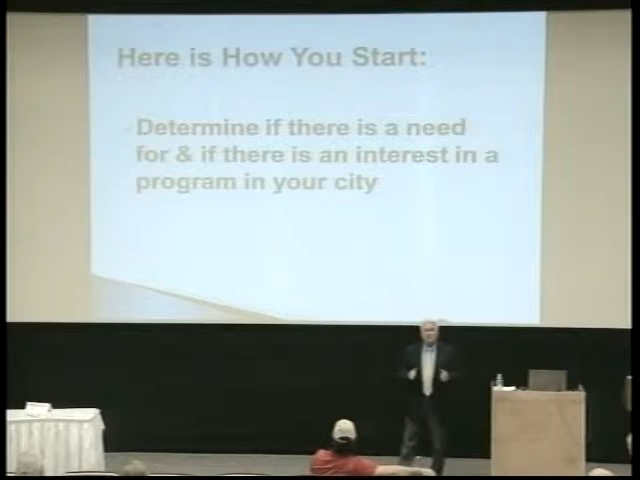 Here is How You Start:
Determine if there is a need
for & if there is an interest in a
program in your city